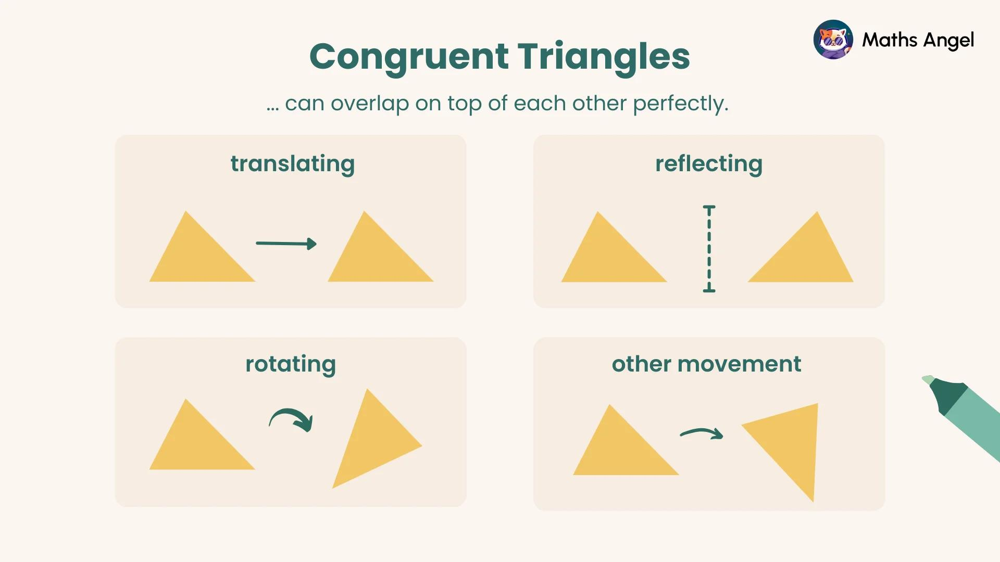 Maths Angel
Congruent Triangles
... can overlap on top of each other perfectly.
translating
reflecting
rotating
other movement